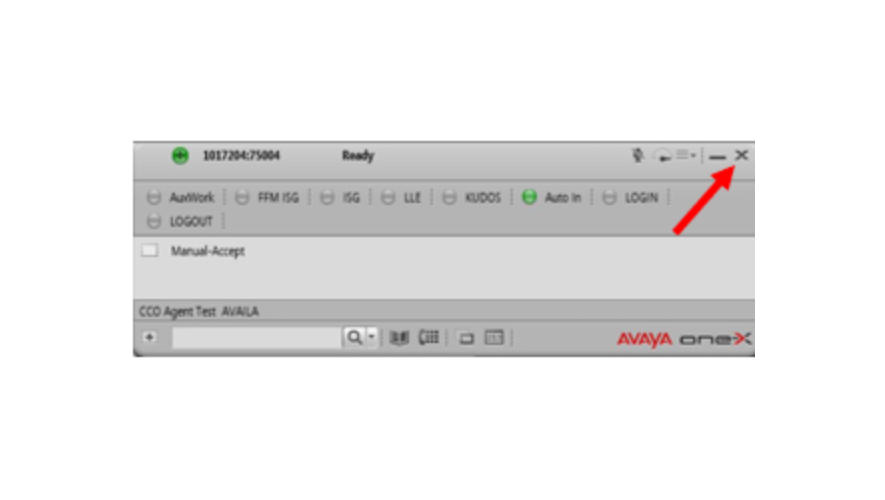 1017204:75004 Ready
AuxWork FFM ISG ISG LLE KUDOS Auto In LOGIN
LOGOUT
Manual-Accept
CCO Agent Test AVAILA
AVAYA one-X